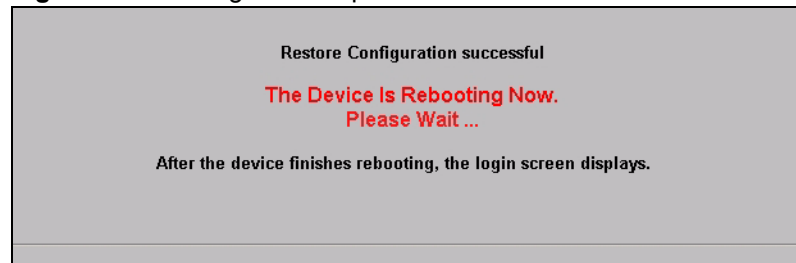 Restore Configuration successful
The Device Is Rebooting Now.
Please Wait ...
After the device finishes rebooting, the login screen displays.